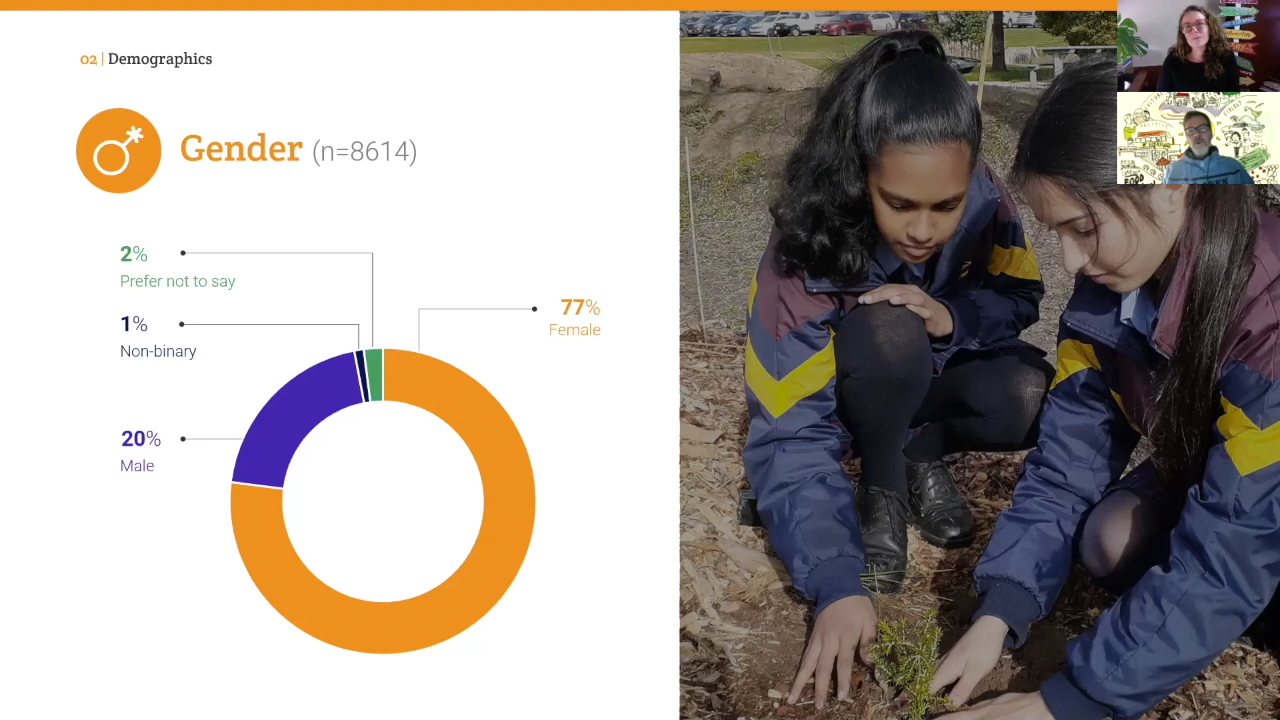 02 | Demographics
Gender (n=8614)
2%
Prefer not to say
77%
Female
1%
Non-binary
20%
Male